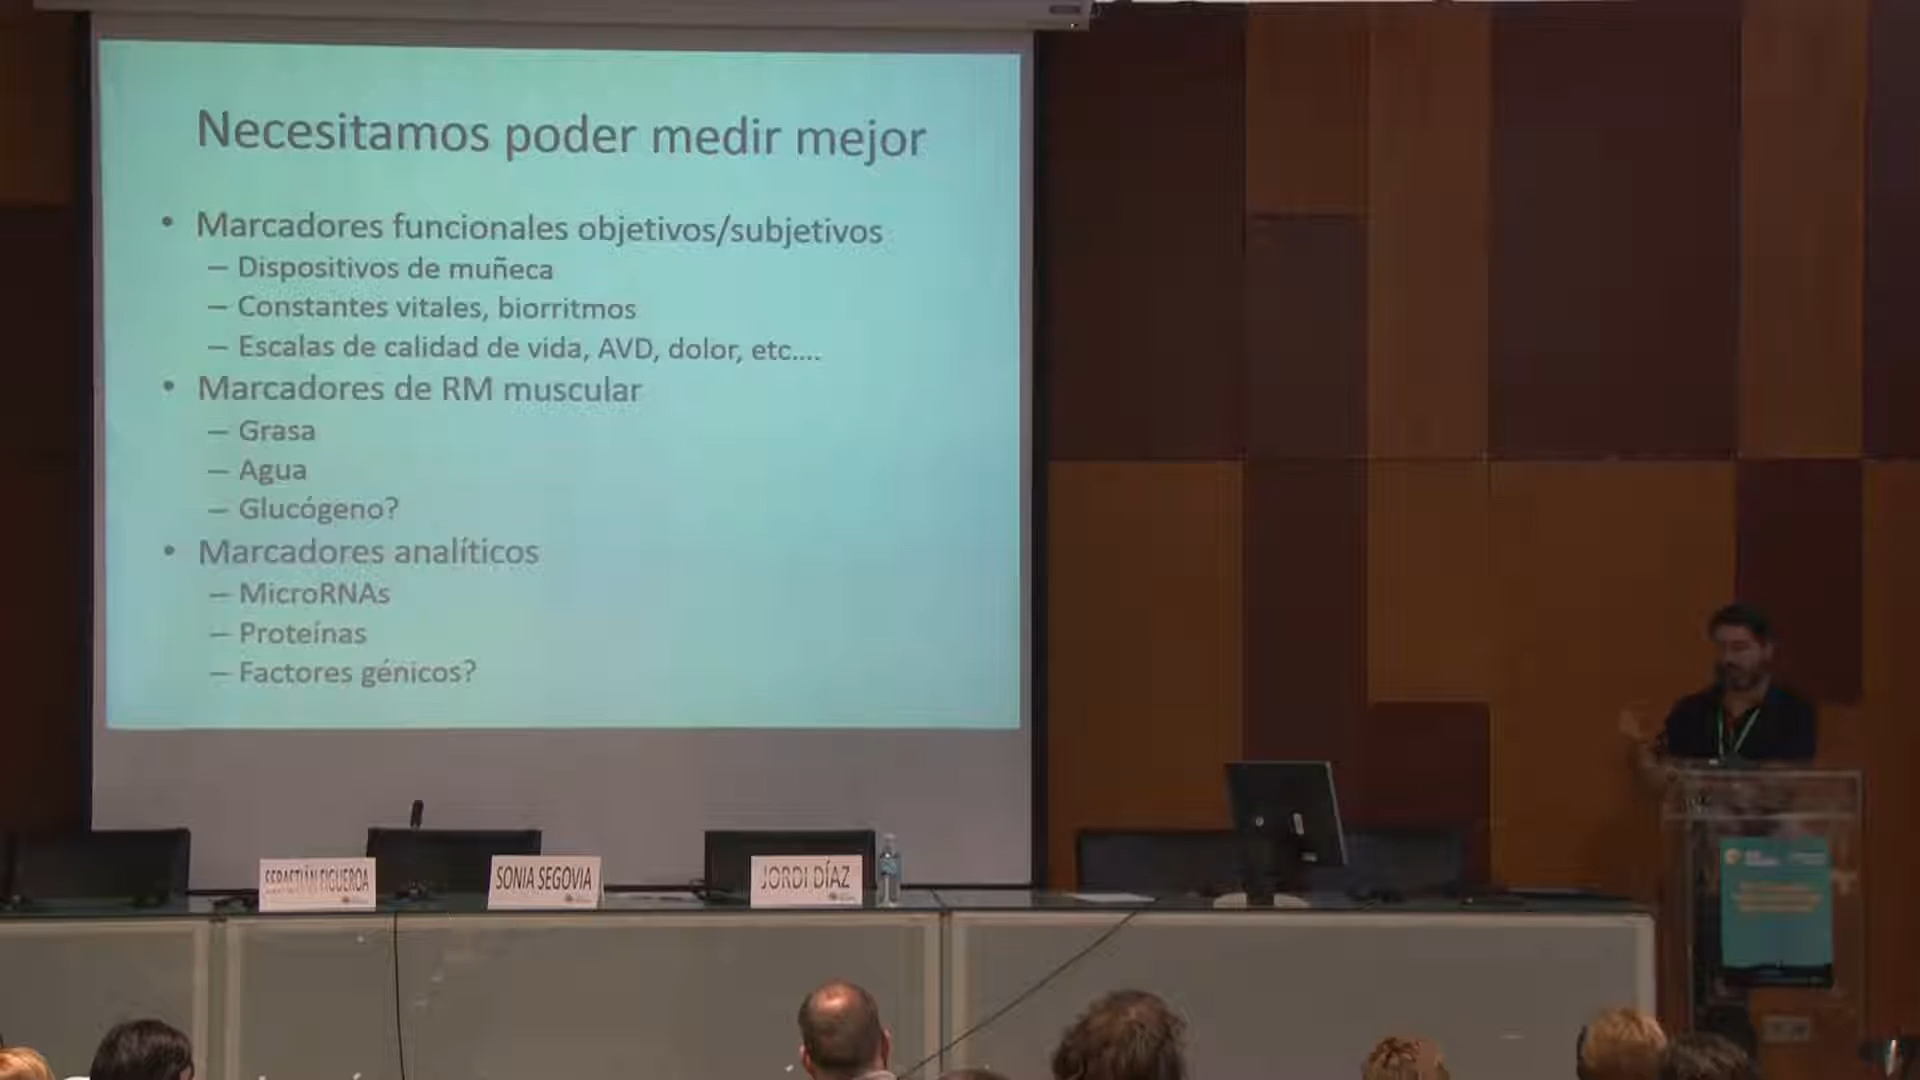 Necesitamos poder medir mejor
• Marcadores funcionales objetivos/subjetivos
– Dispositivos de muñeca
– Constantes vitales, biorritmos
– Escalas de calidad de vida, AVD, dolor, etc....
• Marcadores de RM muscular
– Grasa
– Agua
– Glucógeno?
• Marcadores analíticos
– MicroRNAs
– Proteínas
– Factores génicos?
SEBASTIÁN FIGUEROA
SONIA SEGOVIA
JORDI DÍAZ